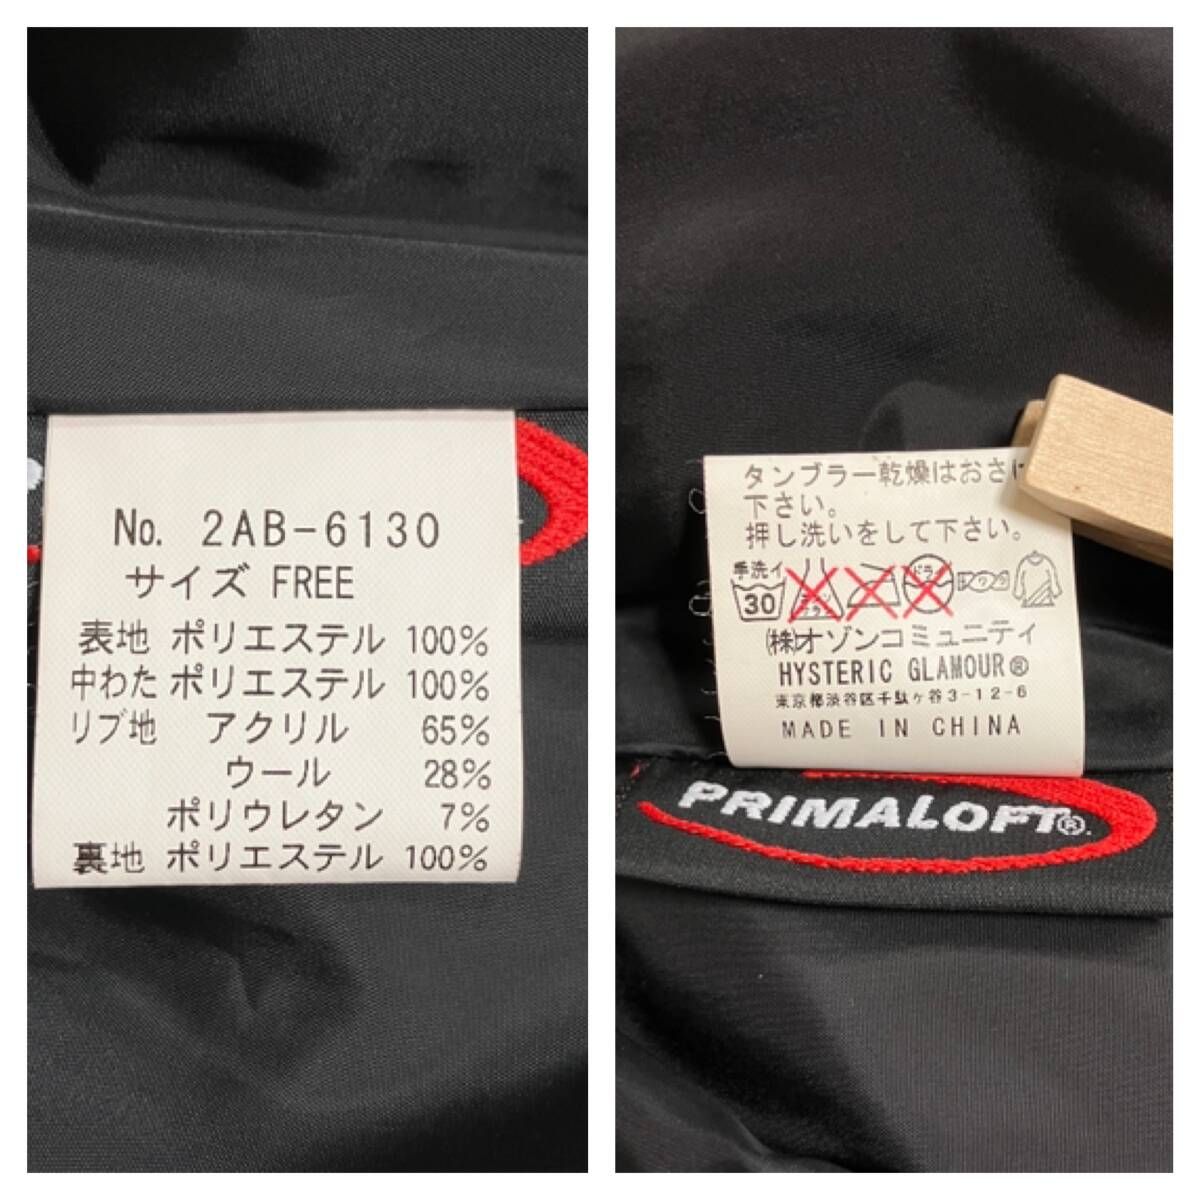 No. 2AB-6130
サイズ FREE
表地 ポリエステル 100%
中わた ポリエステル 100%
リブ地 アクリル 65%
ウール 28%
ポリウレタン 7%
裏地 ポリエステル 100%
タンブラー乾燥はおさけ
下さい。
押し洗いをして下さい。
手洗イ
30
ドライ
(株)オゾンコミュニティ
HYSTERIC GLAMOUR®
東京都渋谷区千駄ヶ谷3-12-6
MADE IN CHINA
PRIMALOFT®